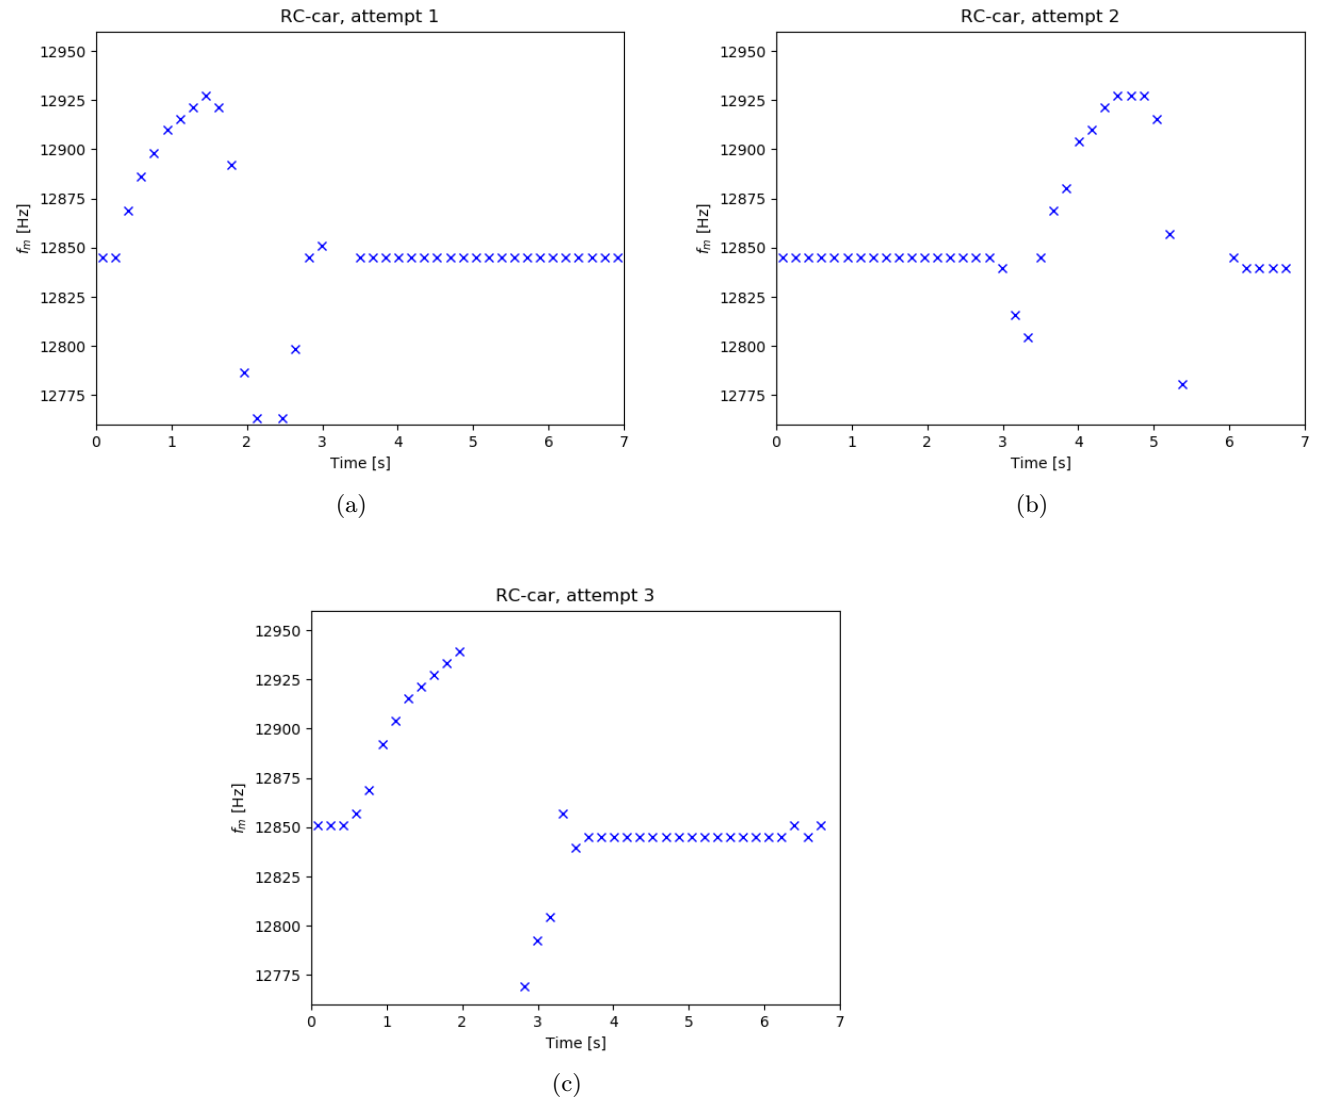 RC-car, attempt 1
12950
12925
12900
12875
12850
12825
12800
12775
f_m [Hz]
0 1 2 3 4 5 6 7
Time [s]
(a)
RC-car, attempt 2
12950
12925
12900
12875
12850
12825
12800
12775
f_m [Hz]
0 1 2 3 4 5 6 7
Time [s]
(b)
RC-car, attempt 3
12950
12925
12900
12875
12850
12825
12800
12775
f_m [Hz]
0 1 2 3 4 5 6 7
Time [s]
(c)